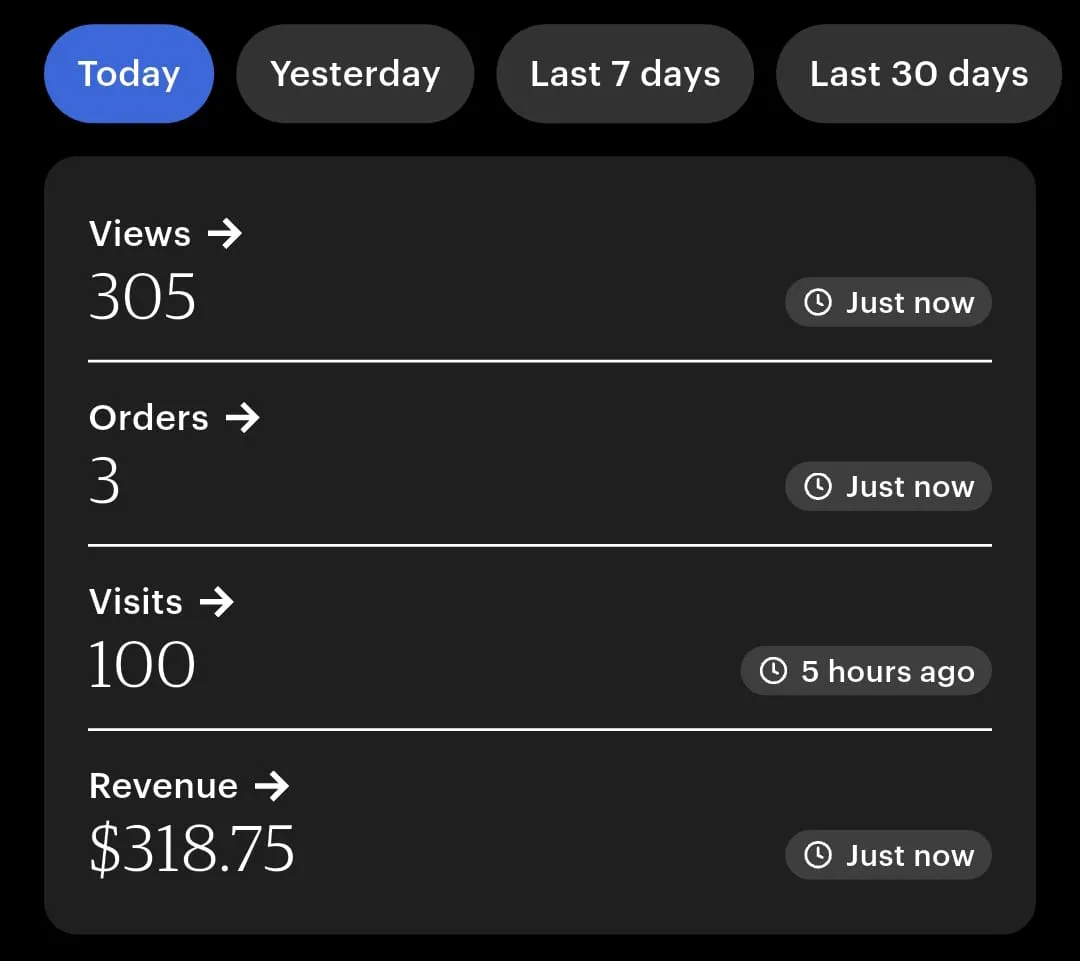 Today Yesterday Last 7 days Last 30 days
Views →
305
Just now
Orders →
3
Just now
Visits →
100
5 hours ago
Revenue →
$318.75
Just now